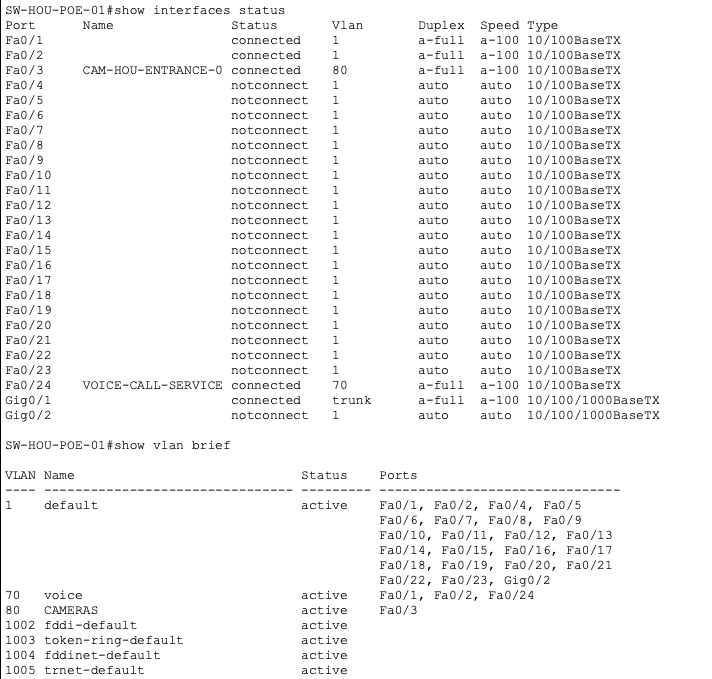 SW-HOU-POE-01#show interfaces status
Port Name Status Vlan Duplex Speed Type
Fa0/1 connected 1 a-full a-100 10/100BaseTX
Fa0/2 connected 1 a-full a-100 10/100BaseTX
Fa0/3 CAM-HOU-ENTRANCE-0 connected 80 a-full a-100 10/100BaseTX
Fa0/4 notconnect 1 auto auto 10/100BaseTX
Fa0/5 notconnect 1 auto auto 10/100BaseTX
Fa0/6 notconnect 1 auto auto 10/100BaseTX
Fa0/7 notconnect 1 auto auto 10/100BaseTX
Fa0/8 notconnect 1 auto auto 10/100BaseTX
Fa0/9 notconnect 1 auto auto 10/100BaseTX
Fa0/10 notconnect 1 auto auto 10/100BaseTX
Fa0/11 notconnect 1 auto auto 10/100BaseTX
Fa0/12 notconnect 1 auto auto 10/100BaseTX
Fa0/13 notconnect 1 auto auto 10/100BaseTX
Fa0/14 notconnect 1 auto auto 10/100BaseTX
Fa0/15 notconnect 1 auto auto 10/100BaseTX
Fa0/16 notconnect 1 auto auto 10/100BaseTX
Fa0/17 notconnect 1 auto auto 10/100BaseTX
Fa0/18 notconnect 1 auto auto 10/100BaseTX
Fa0/19 notconnect 1 auto auto 10/100BaseTX
Fa0/20 notconnect 1 auto auto 10/100BaseTX
Fa0/21 notconnect 1 auto auto 10/100BaseTX
Fa0/22 notconnect 1 auto auto 10/100BaseTX
Fa0/23 notconnect 1 auto auto 10/100BaseTX
Fa0/24 VOICE-CALL-SERVICE connected 70 a-full a-100 10/100BaseTX
Gig0/1 connected trunk a-full a-100 10/100/1000BaseTX
Gig0/2 notconnect 1 auto auto 10/100/1000BaseTX
SW-HOU-POE-01#show vlan brief
VLAN Name Status Ports
---- -------------------------------- --------- -------------------------------
1 default active Fa0/1, Fa0/2, Fa0/4, Fa0/5
Fa0/6, Fa0/7, Fa0/8, Fa0/9
Fa0/10, Fa0/11, Fa0/12, Fa0/13
Fa0/14, Fa0/15, Fa0/16, Fa0/17
Fa0/18, Fa0/19, Fa0/20, Fa0/21
Fa0/22, Fa0/23, Gig0/2
70 voice active Fa0/1, Fa0/2, Fa0/24
80 CAMERAS active Fa0/3
1002 fddi-default active
1003 token-ring-default active
1004 fddinet-default active
1005 trnet-default active